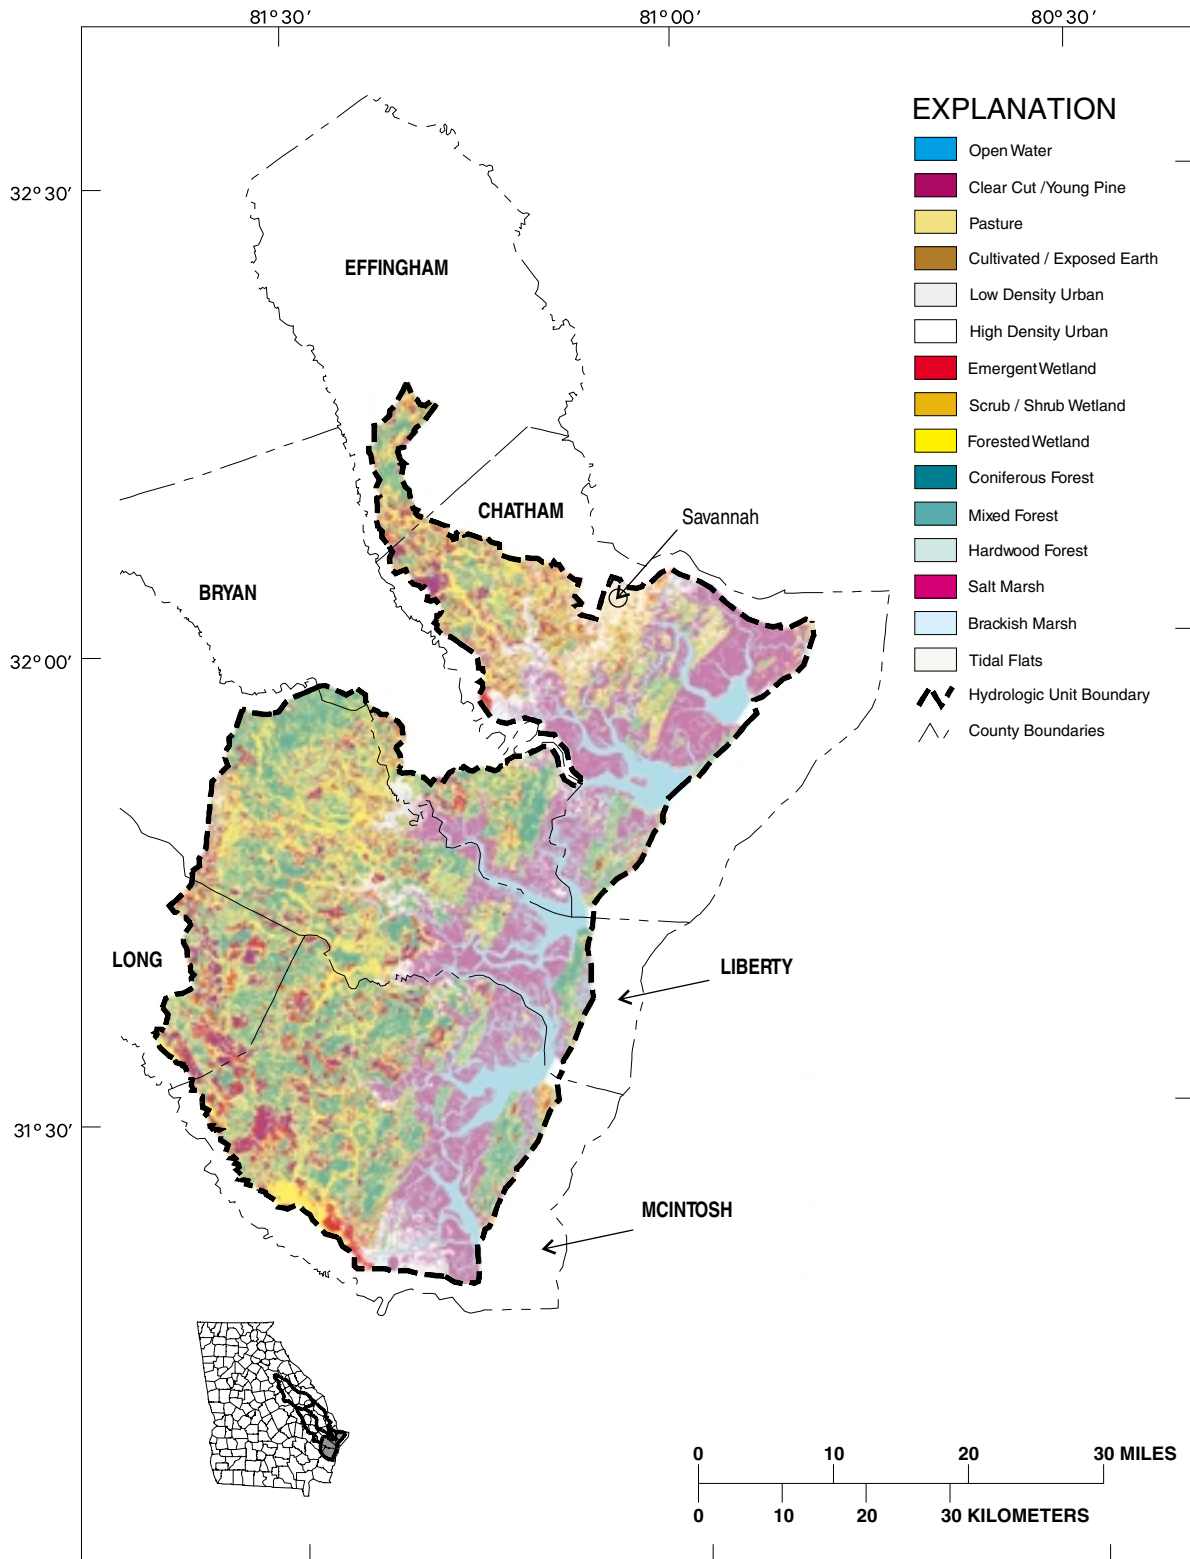 81° 30′
81° 00′
80° 30′
EXPLANATION
Open Water
Clear Cut /Young Pine
Pasture
Cultivated / Exposed Earth
Low Density Urban
High Density Urban
Emergent Wetland
Scrub / Shrub Wetland
Forested Wetland
Coniferous Forest
Mixed Forest
Hardwood Forest
Salt Marsh
Brackish Marsh
Tidal Flats
Hydrologic Unit Boundary
County Boundaries
32° 30′
EFFINGHAM
CHATHAM
Savannah
BRYAN
32° 00′
LONG
LIBERTY
31° 30′
MCINTOSH
0 10 20 30 MILES
0 10 20 30 KILOMETERS